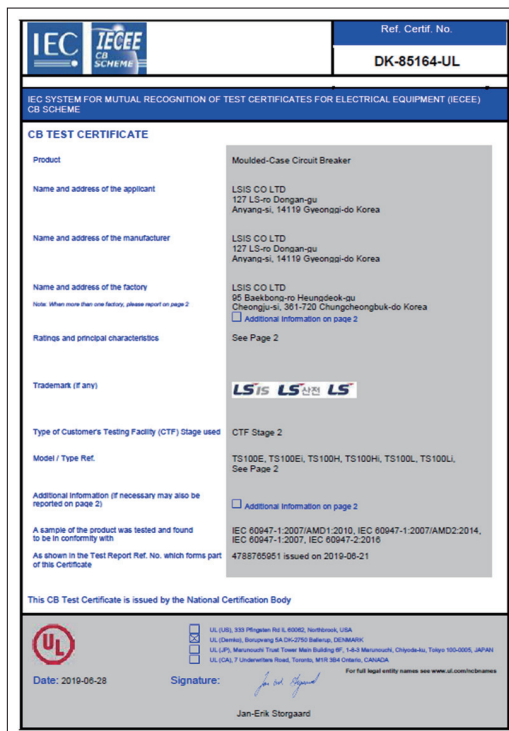 IEC
IECEE
CB
SCHEME
Ref. Certif. No.
DK-85164-UL
IEC SYSTEM FOR MUTUAL RECOGNITION OF TEST CERTIFICATES FOR ELECTRICAL EQUIPMENT (IECEE)
CB SCHEME
CB TEST CERTIFICATE
Product
Moulded-Case Circuit Breaker
Name and address of the applicant
LSIS CO LTD
127 LS-ro Dongan-gu
Anyang-si, 14119 Gyeonggi-do Korea
Name and address of the manufacturer
LSIS CO LTD
127 LS-ro Dongan-gu
Anyang-si, 14119 Gyeonggi-do Korea
Name and address of the factory
Note: When more than one factory, please report on page 2
LSIS CO LTD
95 Baekbong-ro Heungdeok-gu
Cheongju-si, 361-720 Chungcheongbuk-do Korea
Additional Information on page 2
Ratings and principal characteristics
See Page 2
Trademark (if any)
LSIS LS산전 LS
Type of Customer's Testing Facility (CTF) Stage used
CTF Stage 2
Model / Type Ref.
TS100E, TS100Ei, TS100H, TS100Hi, TS100L, TS100Li,
See Page 2
Additional Information (if necessary may also be
reported on page 2)
Additional Information on page 2
A sample of the product was tested and found
to be in conformity with
IEC 60947-1:2007/AMD1:2010, IEC 60947-1:2007/AMD2:2014,
IEC 60947-1:2007, IEC 60947-2:2016
As shown in the Test Report Ref. No. which forms part
of this Certificate
4788765951 issued on 2019-06-21
This CB Test Certificate is issued by the National Certification Body
UL
UL (US), 333 Pfingsten Rd IL 60062, Northbrook, USA
UL (Demko), Borupvang 5A DK-2750 Ballerup, DENMARK
UL (JP), Marunouchi Trust Tower Main Building 6F, 1-8-3 Marunouchi, Chiyoda-ku, Tokyo 100-0005, JAPAN
UL (CA), 7 Underwriters Road, Toronto, M1R 3B4 Ontario, CANADA
For full legal entity names see www.ul.com/ncbnames
Date: 2019-06-28
Signature:
Jan-Erik Storgaard